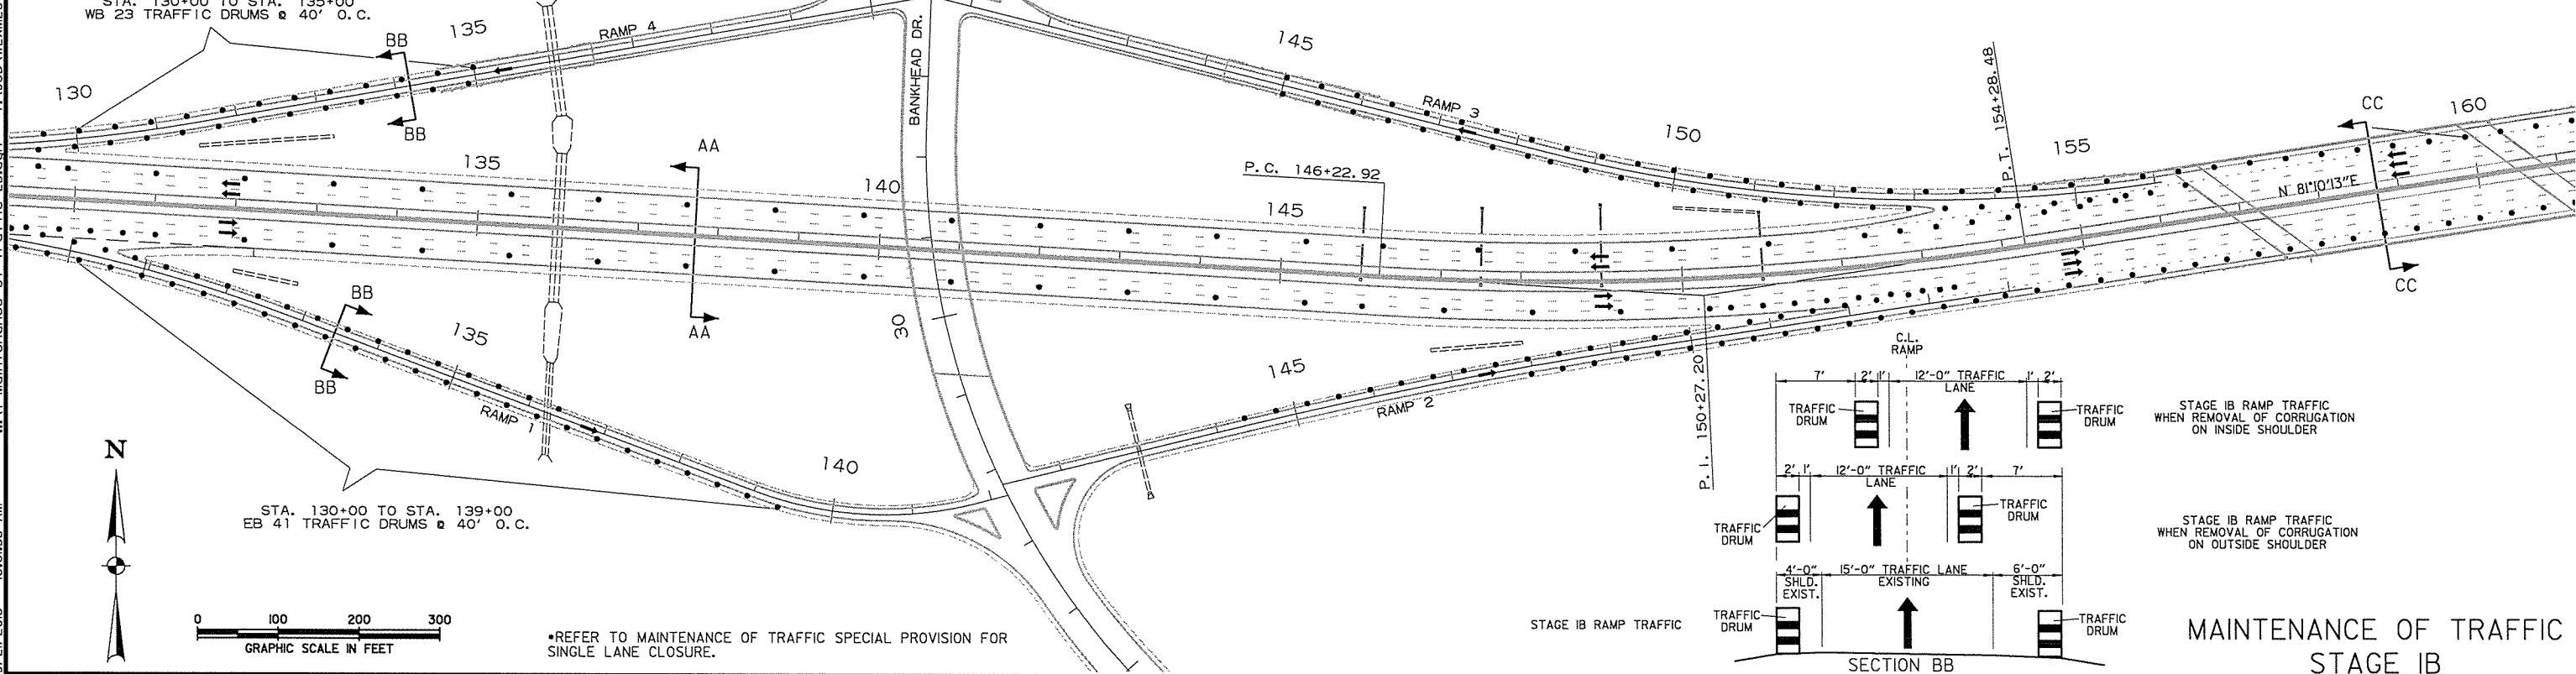 STA. 130+00 TO STA. 135+00
WB 23 TRAFFIC DRUMS @ 40' O.C.
BB
135
RAMP 4
BANKHEAD DR.
145
P.T. 154+28.48
130
BB
RAMP 3
150
CC
160
135
AA
140
P.C. 146+22.92
145
155
N 81°10'13"E
BB
135
BB
RAMP 1
AA
30
145
RAMP 2
P.I. 150+27.20
CC
140
N
STA. 130+00 TO STA. 139+00
EB 41 TRAFFIC DRUMS @ 40' O.C.
0 100 200 300
GRAPHIC SCALE IN FEET
*REFER TO MAINTENANCE OF TRAFFIC SPECIAL PROVISION FOR
SINGLE LANE CLOSURE.
C.L.
RAMP
7' 2' 1' 12'-0" TRAFFIC 1' 2'
LANE
TRAFFIC
DRUM
TRAFFIC
DRUM
STAGE IB RAMP TRAFFIC
WHEN REMOVAL OF CORRUGATION
ON INSIDE SHOULDER
2' 1' 12'-0" TRAFFIC 1' 2' 7'
LANE
TRAFFIC
DRUM
TRAFFIC
DRUM
STAGE IB RAMP TRAFFIC
WHEN REMOVAL OF CORRUGATION
ON OUTSIDE SHOULDER
4'-0" 15'-0" TRAFFIC LANE 6'-0"
SHLD. EXISTING SHLD.
EXIST. EXIST.
STAGE IB RAMP TRAFFIC
TRAFFIC
DRUM
TRAFFIC
DRUM
SECTION BB
MAINTENANCE OF TRAFFIC
STAGE IB